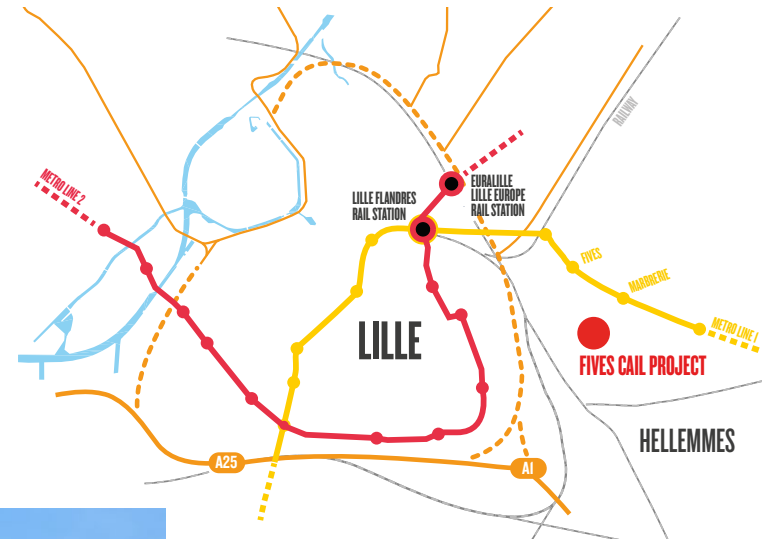 RAILWAY
METRO LINE 2
EURALILLE
LILLE EUROPE
RAIL STATION
LILLE FLANDRES
RAIL STATION
FIVES
MARBRERIE
METRO LINE 1
LILLE
FIVES CAIL PROJECT
HELLEMMES
A25
A1